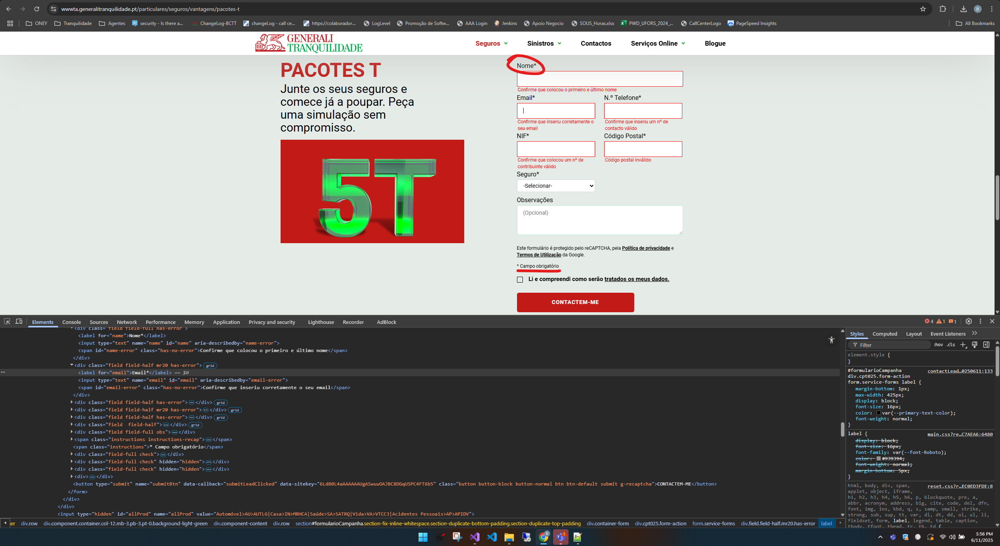 wwwta.generalitranquilidade.pt/particulares/seguros/vantagens/pacotes-t
B
ONEY Tranquilidade Agentes security - Is there a... ChangeLog-BCTT changeLog - call ce... https://colaborador... LogLevel Promoção de Softw... AAA Login Jenkins Apoio Negocio SOUS_Horas.xlsx PWD_UFORS_2024_... CallCenterLogo PageSpeed Insights All Bookmarks
GENERALI
TRANQUILIDADE
Seguros Sinistros Contactos Serviços Online Blogue
PACOTES T
Junte os seus seguros e
comece já a poupar. Peça
uma simulação sem
compromisso.
5T
Nome*
Confirme que colocou o primeiro e último nome
Email* N.º Telefone*
Confirme que inseriu corretamente o
seu email
Confirme que inseriu um nº de
contacto válido
NIF* Código Postal*
Confirme que colocou um nº de
contribuinte válido
Código postal inválido
Seguro*
-Selecionar-
Observações
(Opcional)
Este formulário é protegido pelo reCAPTCHA, pela Política de privacidade e
Termos de Utilização da Google.
* Campo obrigatório
Li e compreendi como serão tratados os meus dados.
CONTACTEM-ME
Elements Console Sources Network Performance Memory Application Privacy and security Lighthouse Recorder AdBlock 4 1 1
<div class="field field-full has-error">
<label for="name">Nome*</label>
<input type="text" name="name" id="name" aria-describedby="name-error">
<span id="name-error" class="has-no-error">Confirme que colocou o primeiro e último nome</span>
</div>
<div class="field field-half mr20 has-error"> grid
<label for="email">Email*</label> == $0
<input type="text" name="email" id="email" aria-describedby="email-error">
<span id="email-error" class="has-no-error">Confirme que inseriu corretamente o seu email</span>
</div>
<div class="field field-half has-error">…</div> grid
<div class="field field-half mr20 has-error">…</div> grid
<div class="field field-half has-error">…</div> grid
<div class="field  field-half">…</div> grid
<div class="field field-full obs">…</div>
<span class="instructions instructions-recap">…</span>
<span class="instructions">* Campo obrigatório</span>
<div class="field-full check">…</div>
<div class="field-full check" hidden="hidden">…</div>
<div class="field-full check" hidden="hidden">…</div>
<div>…</div>
<button type="submit" name="submitBtn" data-callback="submitLeadClicked" data-sitekey="6Ld80L4aAAAAAAUgASwuuOAJBC8DGqUSPC4FT6b5" class="button button-block button-normal btn btn-default submit g-recaptcha">CONTACTEM-ME</button>
</form>
</div>
</div>
<input type="hidden" id="allProd" name="allProd" value="Automóvel>AU>AUTLG|Casa>IN>MRHCA|Saúde>SA>SATRQ|Vida>VA>VTCC3|Acidentes Pessoais>AP>APIDV">
er div.row div.component.container.col-12.mb-3.pb-3.pt-0.background-light-green div.component-content div.row section#formularioCampanha.section-fix-inline-whitespace.section-duplicate-bottom-padding.section-duplicate-top-padding div.container-form div.cpt025.form-action form.service-forms div.field.field-half.mr20.has-error label
Styles Computed Layout Event Listeners
Filter :hov .cls
element.style {
}
#formularioCampanha contactLead…0250611:133
div.cpt025.form-action
form.service-forms label {
margin-bottom: 1px;
max-width: 425px;
display: block;
font-size: 16px;
color: var(--primary-text-color);
font-weight: normal;
}
label { main.css?re…C7AEA6:6480
display: block;
font-size: 16px;
font-family: var(--font-Roboto);
color: #939394;
font-weight: normal;
margin-bottom: 5px;
}
html, body, div, span, reset.css?r…EC0ED3FDE:8
applet, object, iframe,
h1, h2, h3, h4, h5, h6, p, blockquote, pre, a,
abbr, acronym, address, big, cite, code, del, dfn,
font, img, ins, kbd, q, s, samp, small, strike,
strong, sub, sup, tt, var, dl, dt, dd, ol, ul, li,
fieldset, form, label, legend, table, caption,
tbody, tfoot, thead, tr, th, td {
5:56 PM
6/11/2025